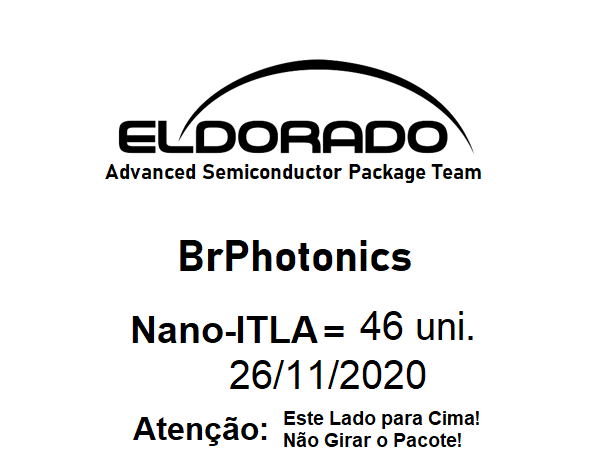 ELDORADO
Advanced Semiconductor Package Team
BrPhotonics
Nano-ITLA = 46 uni.
26/11/2020
Atenção: Este Lado para Cima!
Não Girar o Pacote!